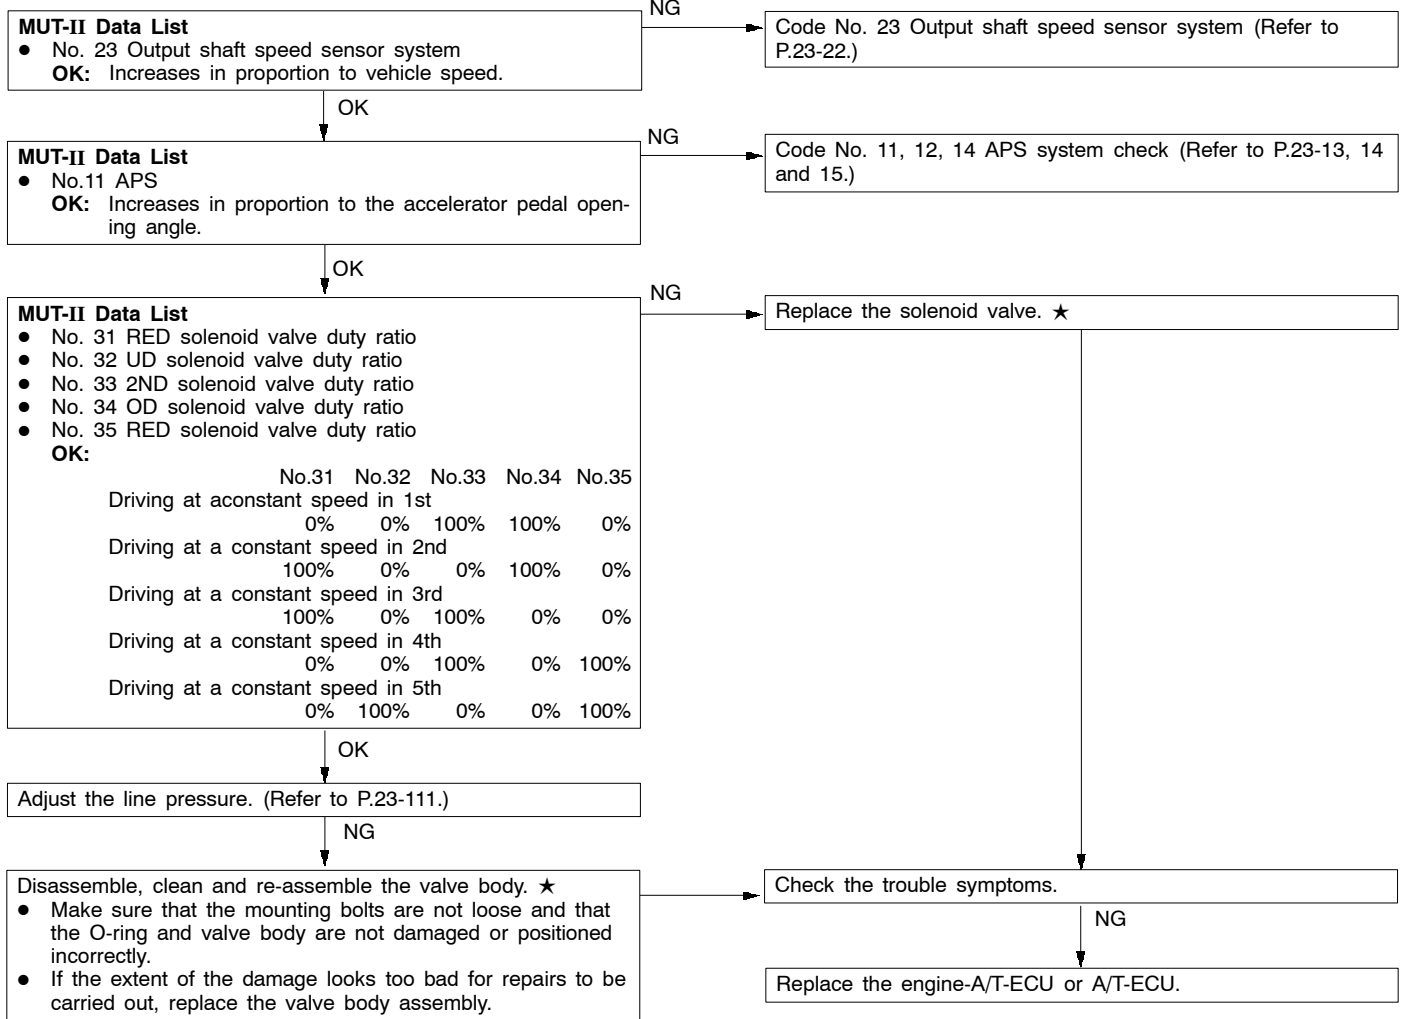 MUT-II Data List
● No. 23 Output shaft speed sensor system
OK: Increases in proportion to vehicle speed.
NG
Code No. 23 Output shaft speed sensor system (Refer to
P.23-22.)
OK
MUT-II Data List
● No.11 APS
OK: Increases in proportion to the accelerator pedal open-
ing angle.
NG
Code No. 11, 12, 14 APS system check (Refer to P.23-13, 14
and 15.)
OK
MUT-II Data List
● No. 31 RED solenoid valve duty ratio
● No. 32 UD solenoid valve duty ratio
● No. 33 2ND solenoid valve duty ratio
● No. 34 OD solenoid valve duty ratio
● No. 35 RED solenoid valve duty ratio
OK:
No.31 No.32 No.33 No.34 No.35
Driving at aconstant speed in 1st
0% 0% 100% 100% 0%
Driving at a constant speed in 2nd
100% 0% 0% 100% 0%
Driving at a constant speed in 3rd
100% 0% 100% 0% 0%
Driving at a constant speed in 4th
0% 0% 100% 0% 100%
Driving at a constant speed in 5th
0% 100% 0% 0% 100%
NG
Replace the solenoid valve. ★
OK
Adjust the line pressure. (Refer to P.23-111.)
NG
Disassemble, clean and re-assemble the valve body. ★
● Make sure that the mounting bolts are not loose and that
the O-ring and valve body are not damaged or positioned
incorrectly.
● If the extent of the damage looks too bad for repairs to be
carried out, replace the valve body assembly.
Check the trouble symptoms.
NG
Replace the engine-A/T-ECU or A/T-ECU.